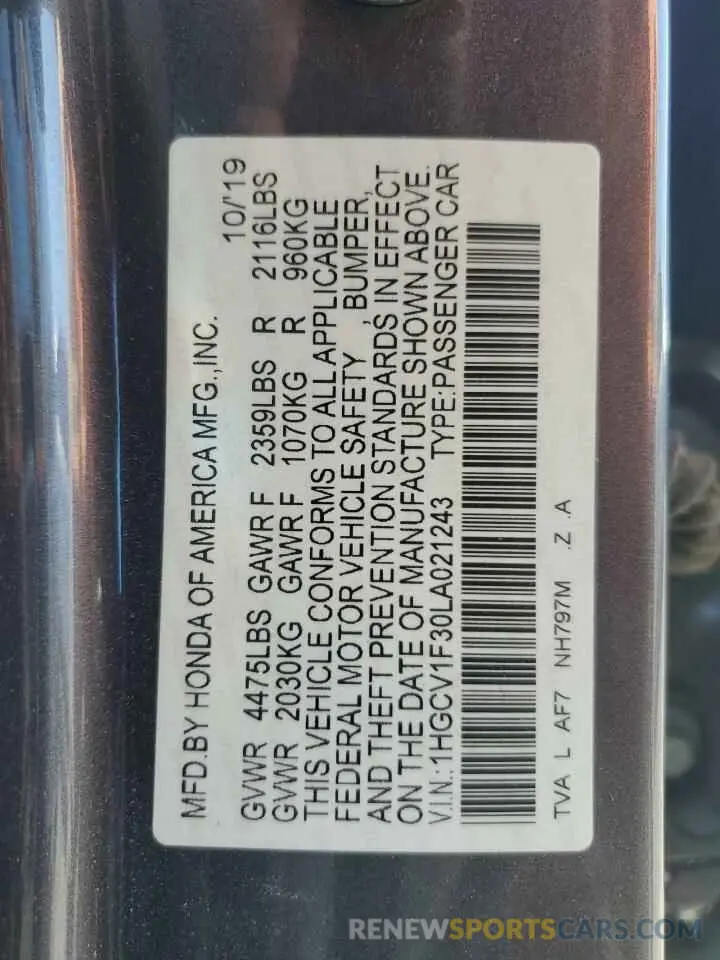 MFD.BY HONDA OF AMERICA MFG.,INC. 10/'19
GVWR 4475LBS GAWR F 2359LBS R 2116LBS
GVWR 2030KG GAWR F 1070KG R 960KG
THIS VEHICLE CONFORMS TO ALL APPLICABLE
FEDERAL MOTOR VEHICLE SAFETY , BUMPER,
AND THEFT PREVENTION STANDARDS IN EFFECT
ON THE DATE OF MANUFACTURE SHOWN ABOVE.
V.I.N.:1HGCV1F30LA021243 TYPE:PASSENGER CAR
TVA L AF7 NH797M .Z .A
RENEWSPORTSCARS.COM